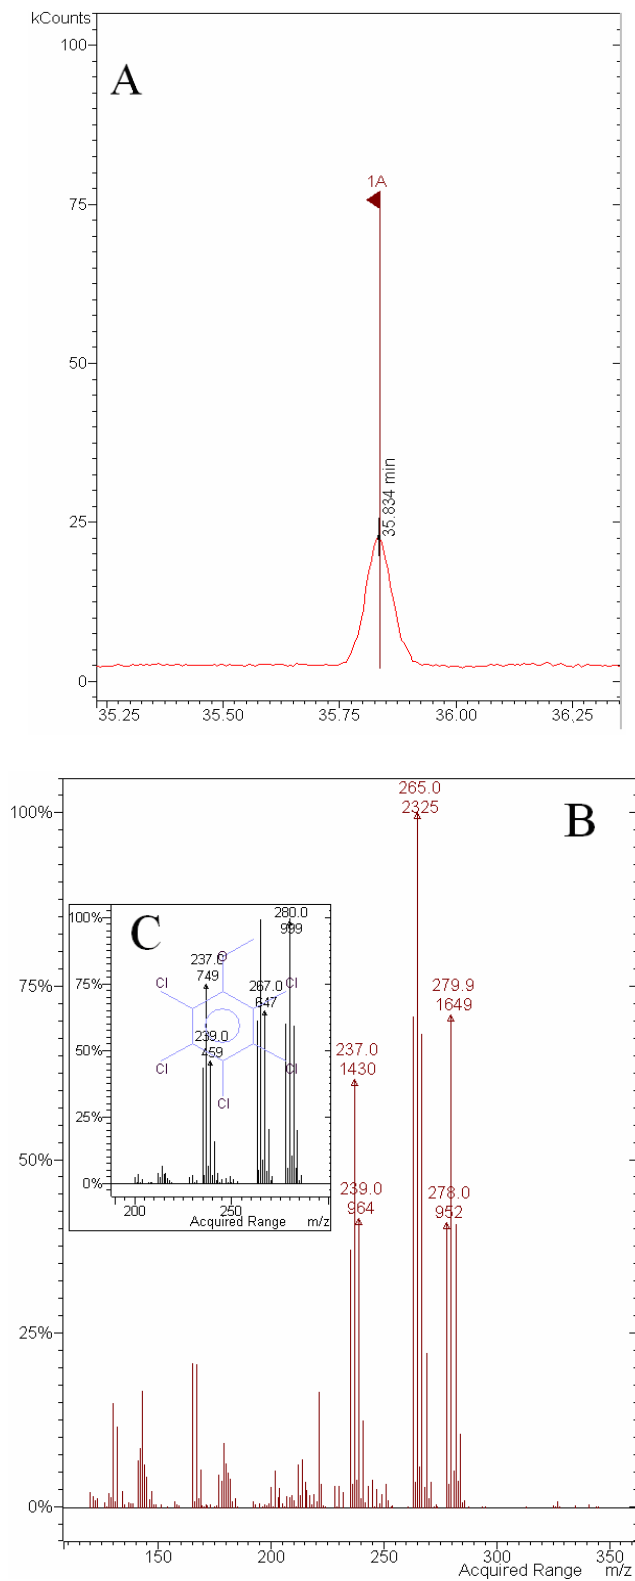 kCounts
100
A
1A
75
50
35.834 min
25
0
35.25 35.50 35.75 36.00 36.25
265.0
2325
100%
B
C
280.0
999
100%
237.0
749
Cl
O
Cl
267.0
647
75%
75%
279.9
1649
239.0
459
237.0
1430
50%
Cl
Cl
Cl
25%
50%
239.0
964
278.0
952
0%
200 250
Acquired Range m/z
25%
0%
150 200 250 300 350
Acquired Range m/z